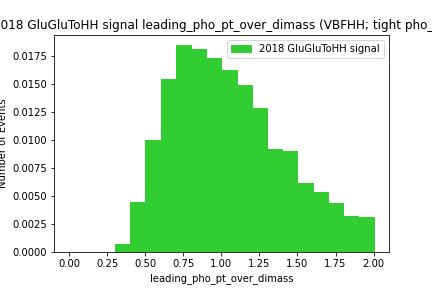 018 GluGluToHH signal leading_pho_pt_over_dimass (VBFHH; tight pho_
2018 GluGluToHH signal
Number of Events
0.0175
0.0150
0.0125
0.0100
0.0075
0.0050
0.0025
0.0000
0.00 0.25 0.50 0.75 1.00 1.25 1.50 1.75 2.00
leading_pho_pt_over_dimass